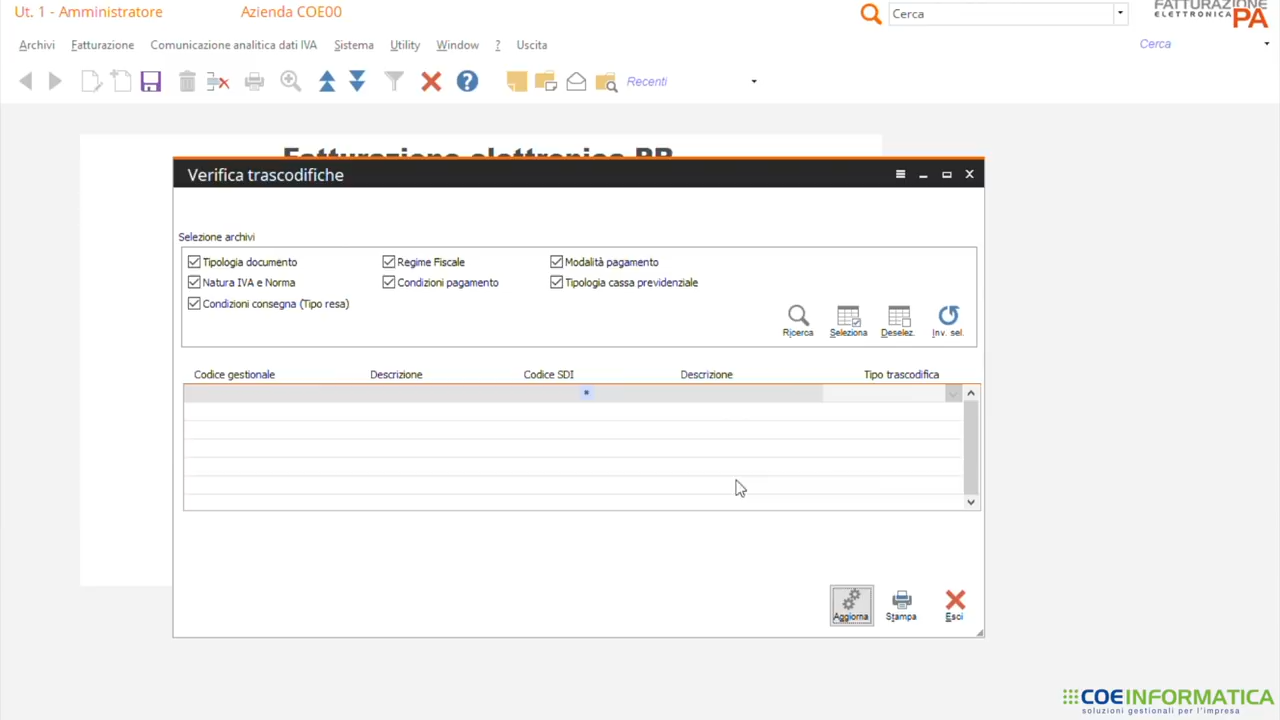 Ut. 1 - Amministratore Azienda COE00 Cerca FATTURAZIONE
ELETTRONICA PA
Archivi Fatturazione Comunicazione analitica dati IVA Sistema Utility Window ? Uscita Cerca
Recenti
Fatturazione elettronica PR
Verifica trascodifiche
Selezione archivi
Tipologia documento Regime Fiscale Modalità pagamento
Natura IVA e Norma Condizioni pagamento Tipologia cassa previdenziale
Condizioni consegna (Tipo resa)
Ricerca Seleziona Deselez. Inv. sel.
Codice gestionale Descrizione Codice SDI Descrizione Tipo trascodifica
Aggiorna Stampa Esci
COEINFORMATICA
soluzioni gestionali per l'impresa